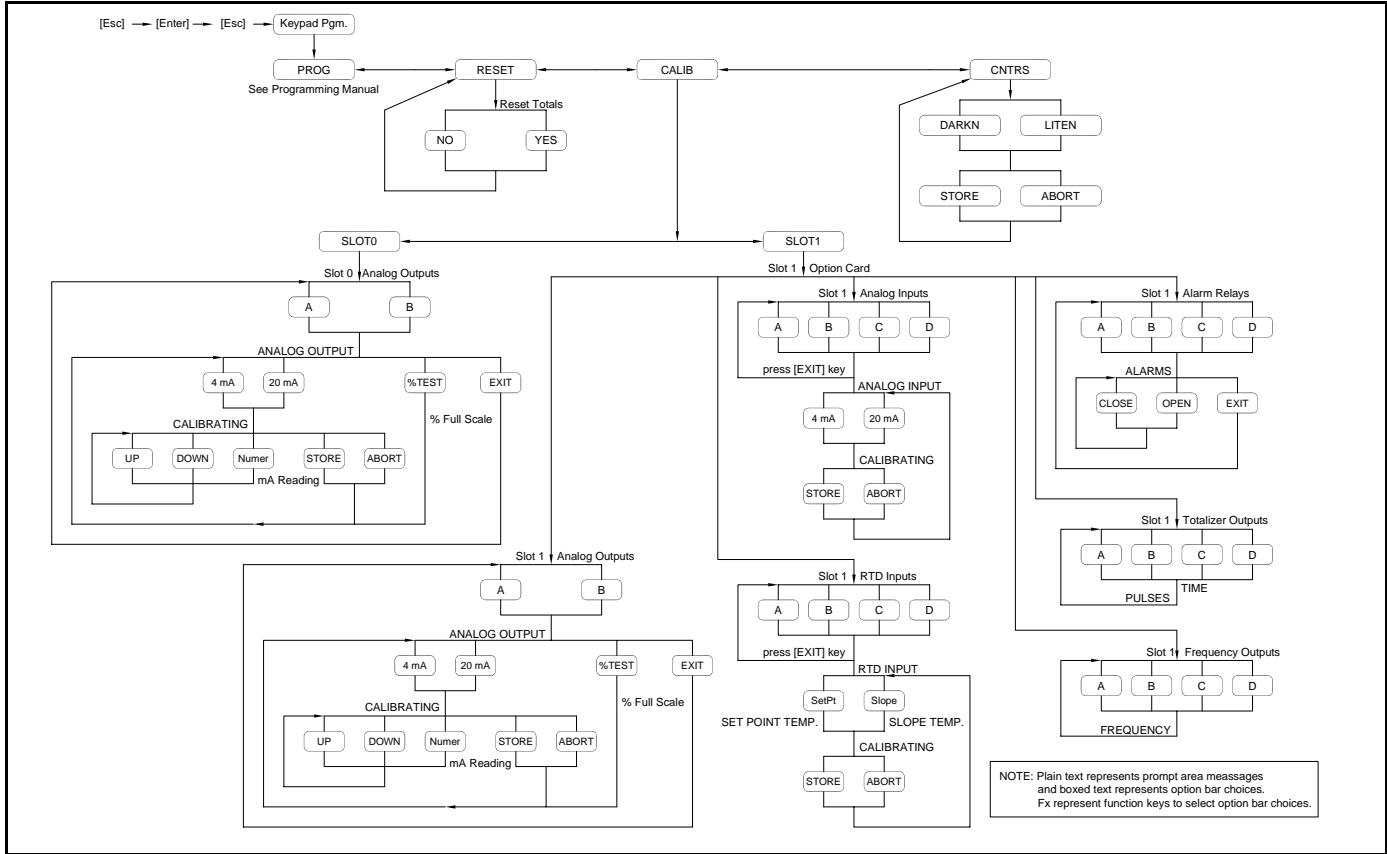 [Esc] [Enter] [Esc] Keypad Pgm.
PROG RESET CALIB CNTRS
See Programming Manual
Reset Totals
NO YES
DARKN LITEN
STORE ABORT
SLOT0 SLOT1
Slot 0 Analog Outputs
A B
ANALOG OUTPUT
4 mA 20 mA %TEST EXIT
% Full Scale
CALIBRATING
UP DOWN Numer STORE ABORT
mA Reading
Slot 1 Option Card
Slot 1 Analog Outputs
A B
ANALOG OUTPUT
4 mA 20 mA %TEST EXIT
% Full Scale
CALIBRATING
UP DOWN Numer STORE ABORT
mA Reading
Slot 1 Analog Inputs
A B C D
press [EXIT] key
ANALOG INPUT
4 mA 20 mA
CALIBRATING
STORE ABORT
Slot 1 RTD Inputs
A B C D
press [EXIT] key
RTD INPUT
SetPt Slope
SET POINT TEMP. SLOPE TEMP.
CALIBRATING
STORE ABORT
Slot 1 Alarm Relays
A B C D
ALARMS
CLOSE OPEN EXIT
Slot 1 Totalizer Outputs
A B C D
TIME
PULSES
Slot 1 Frequency Outputs
A B C D
FREQUENCY
NOTE: Plain text represents prompt area meassages
and boxed text represents option bar choices.
Fx represent function keys to select option bar choices.